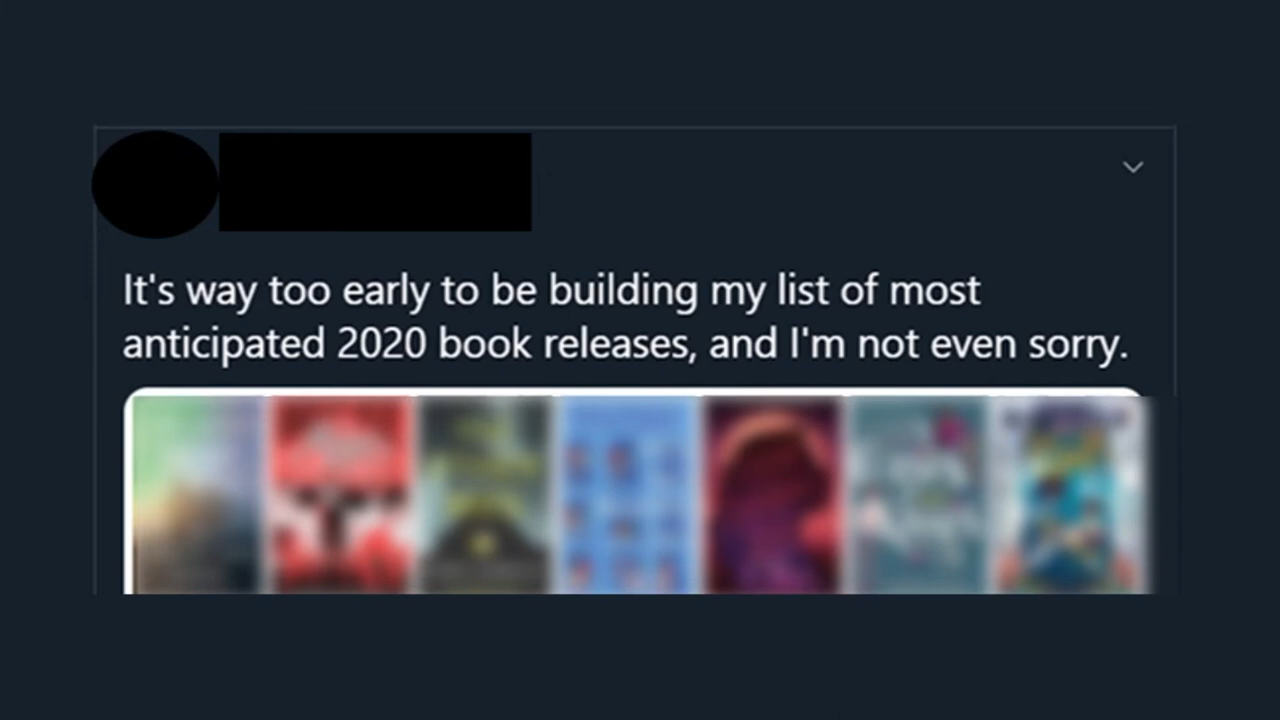 It's way too early to be building my list of most
anticipated 2020 book releases, and I'm not even sorry.